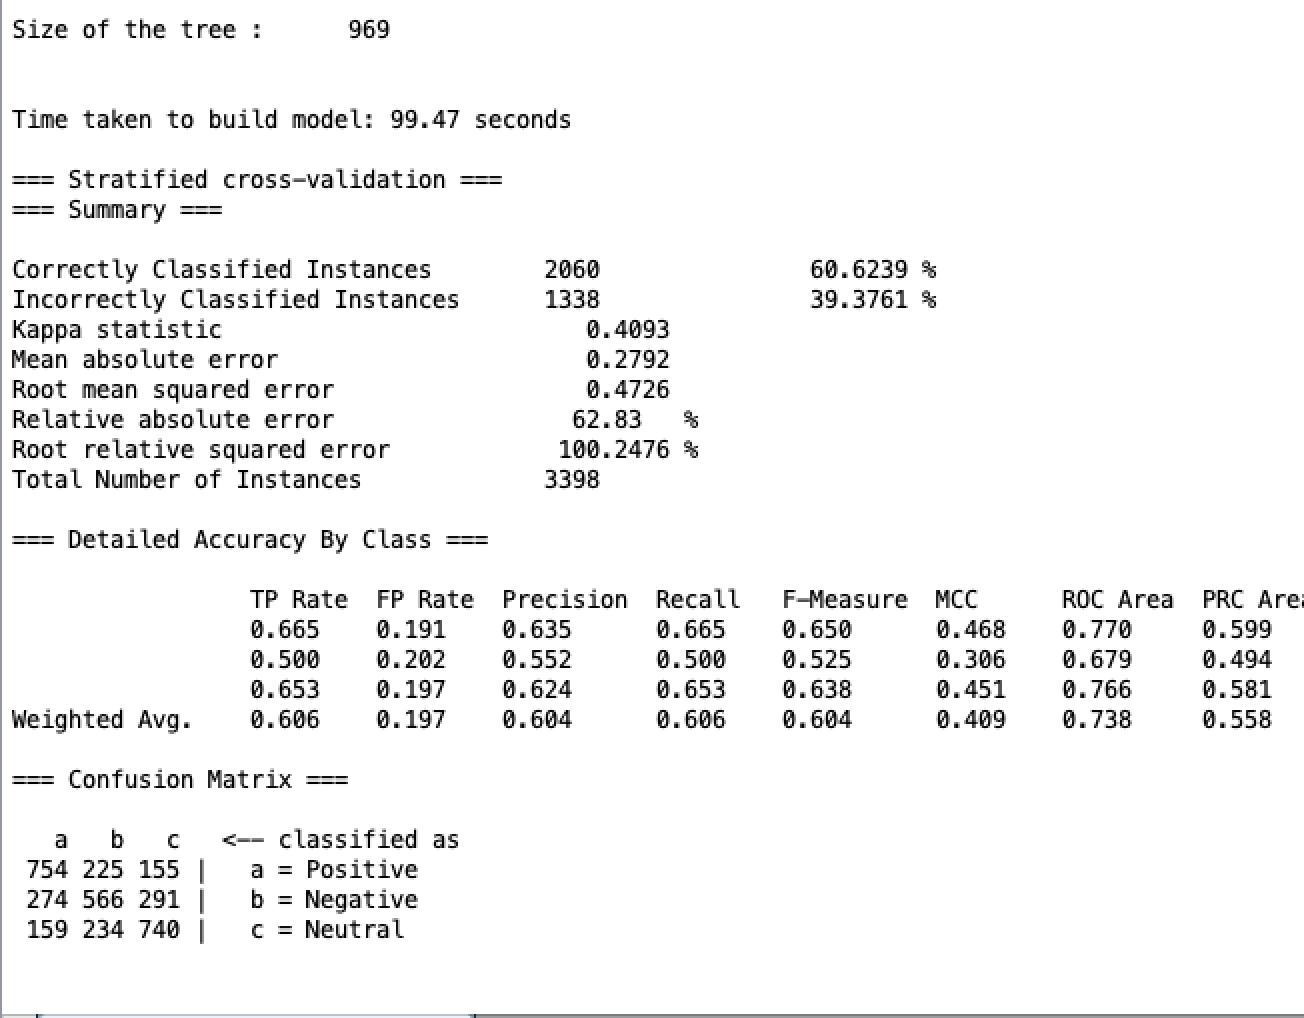 Size of the tree :      969
Time taken to build model: 99.47 seconds
=== Stratified cross-validation ===
=== Summary ===
Correctly Classified Instances        2060               60.6239 %
Incorrectly Classified Instances      1338               39.3761 %
Kappa statistic                          0.4093
Mean absolute error                      0.2792
Root mean squared error                  0.4726
Relative absolute error                 62.83   %
Root relative squared error            100.2476 %
Total Number of Instances             3398
=== Detailed Accuracy By Class ===
                 TP Rate  FP Rate  Precision  Recall   F-Measure  MCC      ROC Area  PRC Area
                 0.665    0.191    0.635      0.665    0.650      0.468    0.770     0.599
                 0.500    0.202    0.552      0.500    0.525      0.306    0.679     0.494
                 0.653    0.197    0.624      0.653    0.638      0.451    0.766     0.581
Weighted Avg.    0.606    0.197    0.604      0.606    0.604      0.409    0.738     0.558
=== Confusion Matrix ===
   a   b   c   <-- classified as
 754 225 155 |   a = Positive
 274 566 291 |   b = Negative
 159 234 740 |   c = Neutral